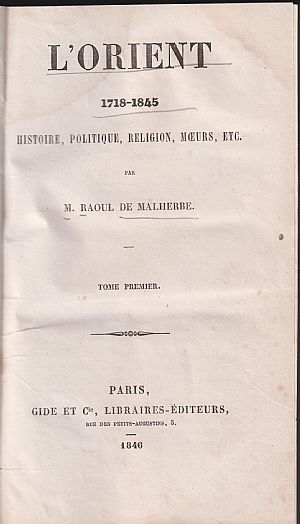 L'ORIENT
1718-1845
HISTOIRE, POLITIQUE, RELIGION, MŒURS, ETC.
PAR
M. RAOUL DE MALHERBE.
TOME PREMIER.
PARIS,
GIDE ET Cie, LIBRAIRES-ÉDITEURS,
RUE DES PETITS-AUGUSTINS, 5.
1846